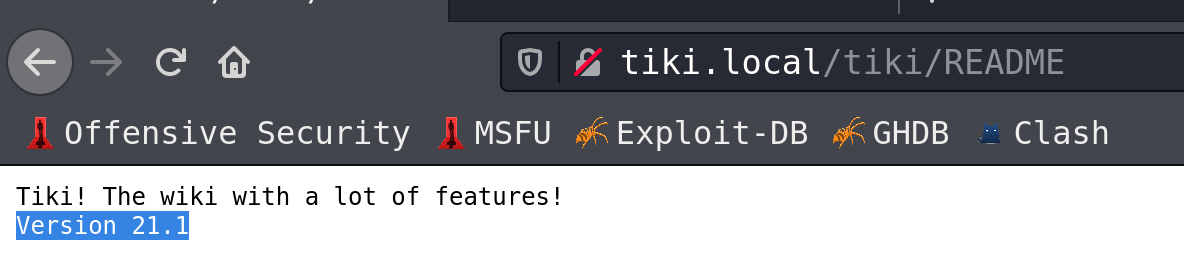 tiki.local/tiki/README
Offensive Security MSFU Exploit-DB GHDB Clash
Tiki! The wiki with a lot of features!
Version 21.1